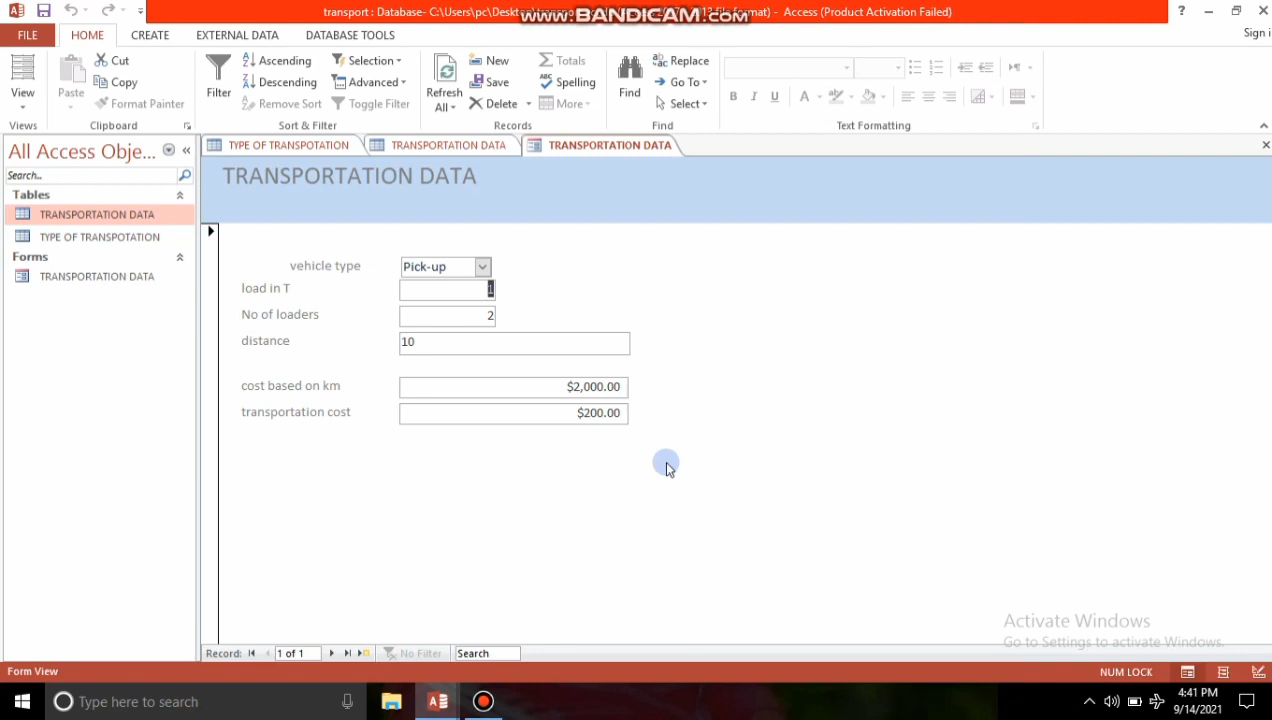 transport : Database- C:\Users\pc\Desktop
13 file format) - Access (Product Activation Failed)
www.BANDICAM.com
?
Sign i
FILE
HOME
CREATE
EXTERNAL DATA
DATABASE TOOLS
View
Views
Paste
Cut
Copy
Format Painter
Clipboard
Filter
Ascending
Descending
Remove Sort
Selection
Advanced
Toggle Filter
Sort & Filter
Refresh
All
New
Save
Delete
Totals
Spelling
More
Records
Find
Replace
Go To
Select
Find
B I U A
Text Formatting
All Access Obje...
Search..
Tables
TRANSPORTATION DATA
TYPE OF TRANSPOTATION
Forms
TRANSPORTATION DATA
TYPE OF TRANSPOTATION
TRANSPORTATION DATA
TRANSPORTATION DATA
TRANSPORTATION DATA
vehicle type
Pick-up
load in T
1
No of loaders
2
distance
10
cost based on km
$2,000.00
transportation cost
$200.00
Activate Windows
Go to Settings to activate Windows.
Record:
1 of 1
No Filter
Search
Form View
NUM LOCK
Type here to search
4:41 PM
9/14/2021